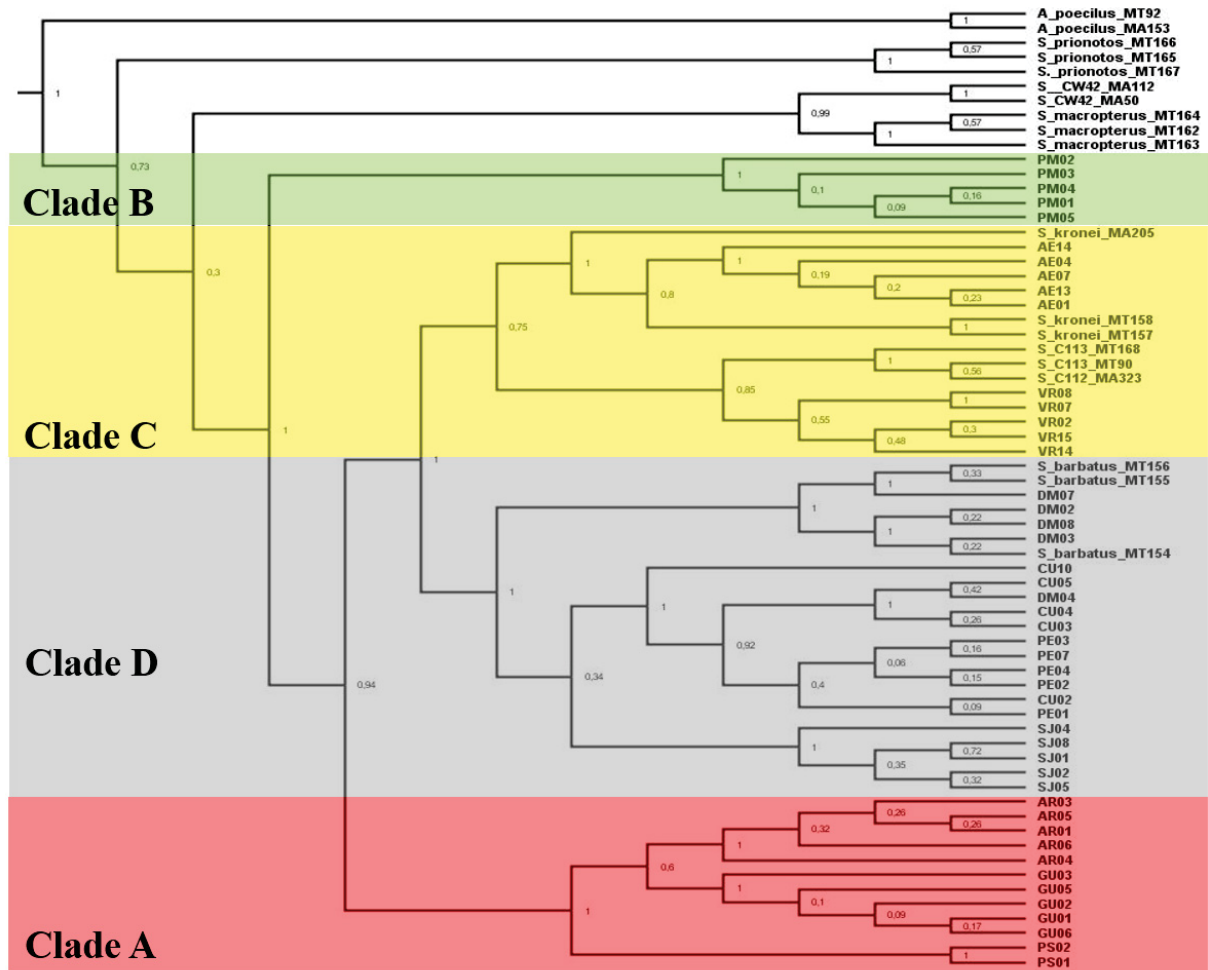 A_poecilus_MT92
1
A_poecilus_MA153
S_prionotos_MT166
0,57
S_prionotos_MT165
1
S._prionotos_MT167
S__CW42_MA112
1
1
S_CW42_MA50
0,99
S_macropterus_MT164
0,57
S_macropterus_MT162
1
S_macropterus_MT163
0,73
Clade B
PM02
1
PM03
0,1
PM04
0,16
PM01
0,09
PM05
Clade C
S_kronei_MA205
AE14
1
1
AE04
0,3
0,19
AE07
0,2
0,8
AE13
0,23
AE01
S_kronei_MT158
0,75
1
S_kronei_MT157
S_C113_MT168
1
S_C113_MT90
0,56
S_C112_MA323
0,85
VR08
1
VR07
0,55
VR02
1
0,3
VR15
0,48
VR14
1
Clade D
S_barbatus_MT156
0,33
S_barbatus_MT155
1
DM07
1
DM02
0,22
DM08
1
DM03
0,22
S_barbatus_MT154
CU10
1
CU05
0,42
DM04
1
1
CU04
0,26
CU03
0,92
PE03
0,16
PE07
0,06
0,34
PE04
0,15
PE02
0,4
0,94
CU02
0,09
PE01
SJ04
1
SJ08
0,72
SJ01
0,35
SJ02
0,32
SJ05
Clade A
AR03
0,26
AR05
0,26
AR01
0,32
AR06
1
AR04
0,6
GU03
1
GU05
0,1
GU02
0,09
1
GU01
0,17
GU06
PS02
1
PS01